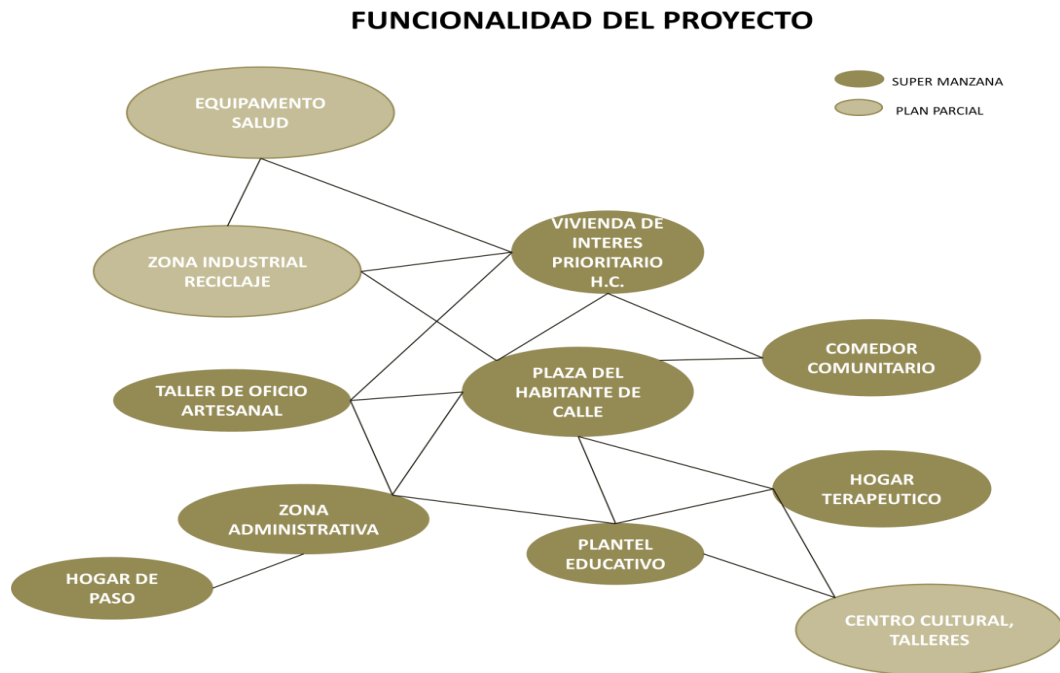 FUNCIONALIDAD DEL PROYECTO
SUPER MANZANA
PLAN PARCIAL
EQUIPAMENTO
SALUD
VIVIENDA DE
INTERES
PRIORITARIO
H.C.
ZONA INDUSTRIAL
RECICLAJE
COMEDOR
COMUNITARIO
PLAZA DEL
HABITANTE DE
CALLE
TALLER DE OFICIO
ARTESANAL
HOGAR
TERAPEUTICO
ZONA
ADMINISTRATIVA
PLANTEL
EDUCATIVO
HOGAR DE
PASO
CENTRO CULTURAL,
TALLERES